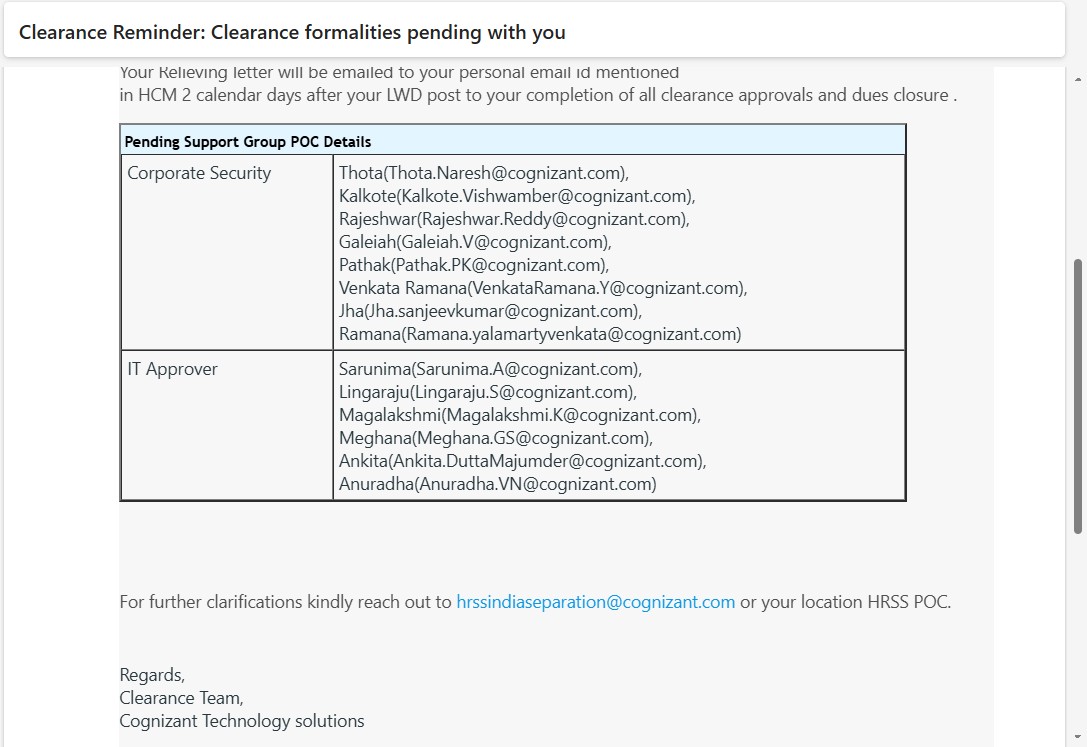 Clearance Reminder: Clearance formalities pending with you
Your Relieving letter will be emailed to your personal email id mentioned
in HCM 2 calendar days after your LWD post to your completion of all clearance approvals and dues closure .
Pending Support Group POC Details
Corporate Security
Thota(Thota.Naresh@cognizant.com),
Kalkote(Kalkote.Vishwamber@cognizant.com),
Rajeshwar(Rajeshwar.Reddy@cognizant.com),
Galeiah(Galeiah.V@cognizant.com),
Pathak(Pathak.PK@cognizant.com),
Venkata Ramana(VenkataRamana.Y@cognizant.com),
Jha(Jha.sanjeevkumar@cognizant.com),
Ramana(Ramana.yalamartyvenkata@cognizant.com)
IT Approver
Sarunima(Sarunima.A@cognizant.com),
Lingaraju(Lingaraju.S@cognizant.com),
Magalakshmi(Magalakshmi.K@cognizant.com),
Meghana(Meghana.GS@cognizant.com),
Ankita(Ankita.DuttaMajumder@cognizant.com),
Anuradha(Anuradha.VN@cognizant.com)
For further clarifications kindly reach out to hrssindiaseparation@cognizant.com or your location HRSS POC.
Regards,
Clearance Team,
Cognizant Technology solutions